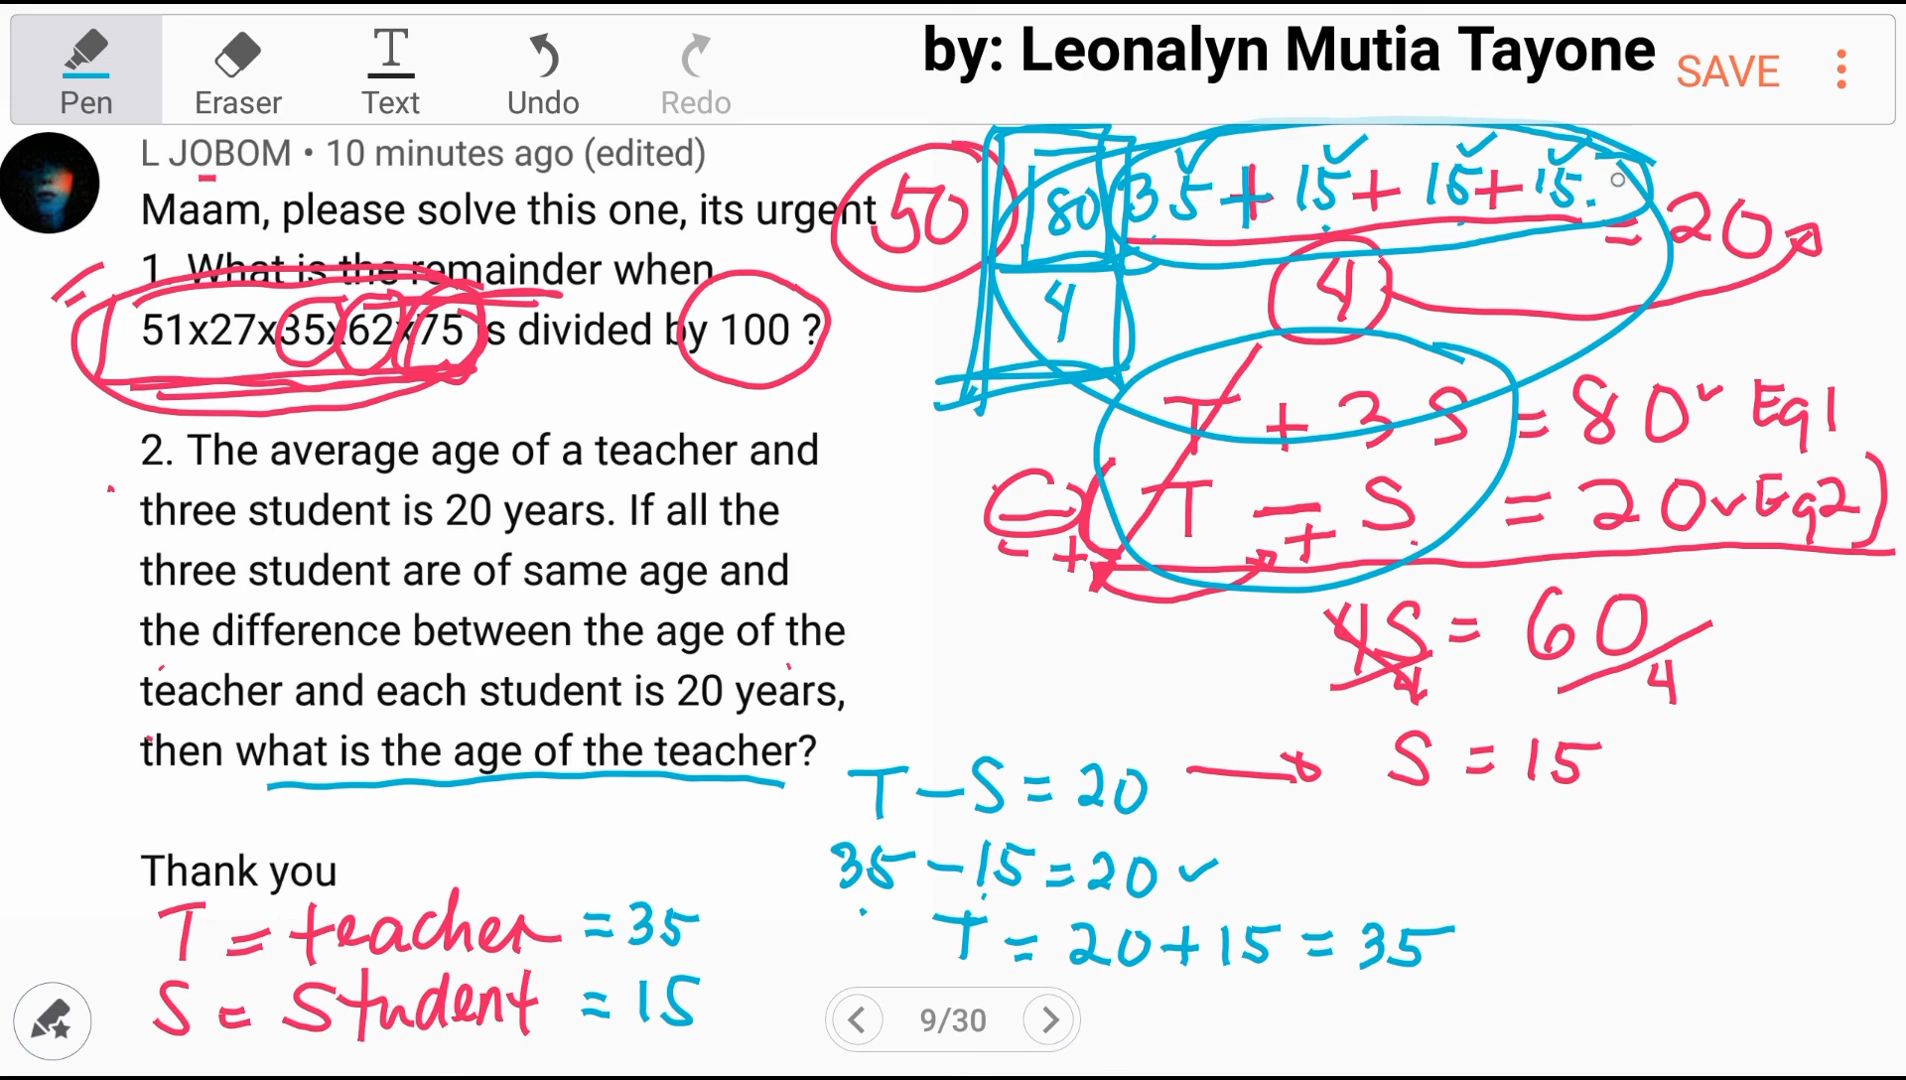 Pen Eraser Text Undo Redo
by: Leonalyn Mutia Tayone
SAVE
L JOBOM • 10 minutes ago (edited)
Maam, please solve this one, its urgent
1. What is the remainder when
51x27x35x62x75 is divided by 100 ?
2. The average age of a teacher and
three student is 20 years. If all the
three student are of same age and
the difference between the age of the
teacher and each student is 20 years,
then what is the age of the teacher?
Thank you
T = teacher = 35
S = student = 15
50
80
4
35 + 15 + 15 + 15 = 20
4
T + 3S = 80 Eq1
- ( T - S = 20 Eq2 )
- + +
4S = 60
4 4
S = 15
T - S = 20
35 - 15 = 20
T = 20 + 15 = 35
9/30